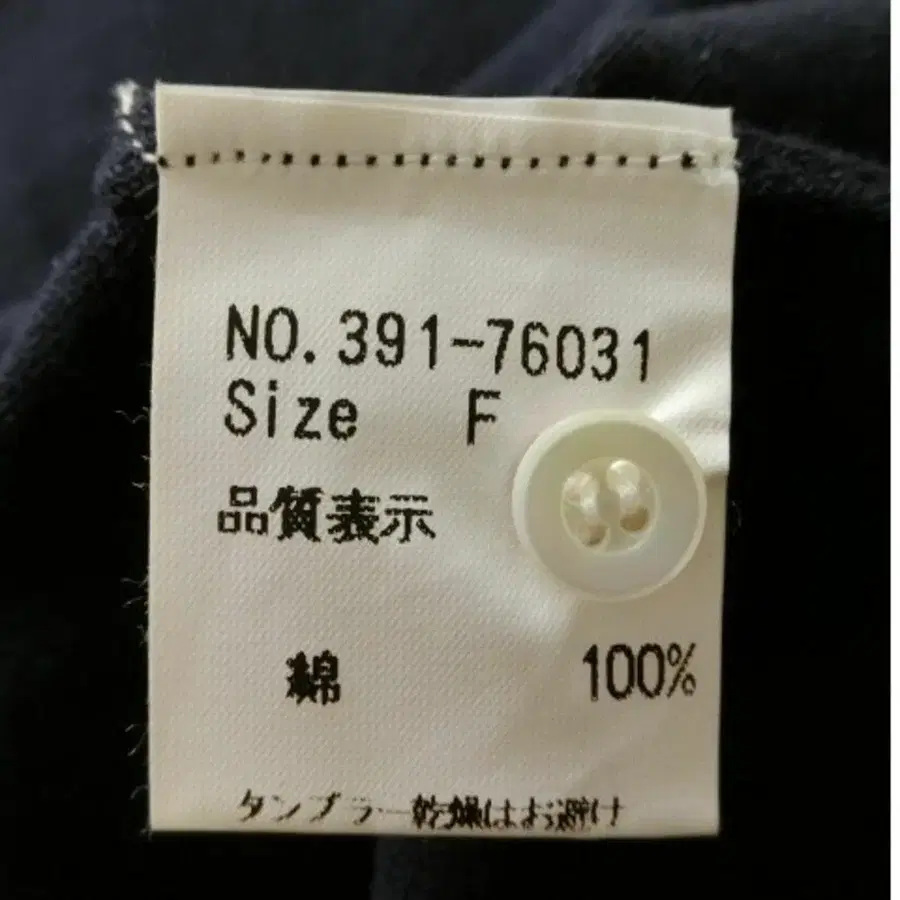 NO.391-76031
Size F
品質表示
綿 100%
タンブラー乾燥はお避け